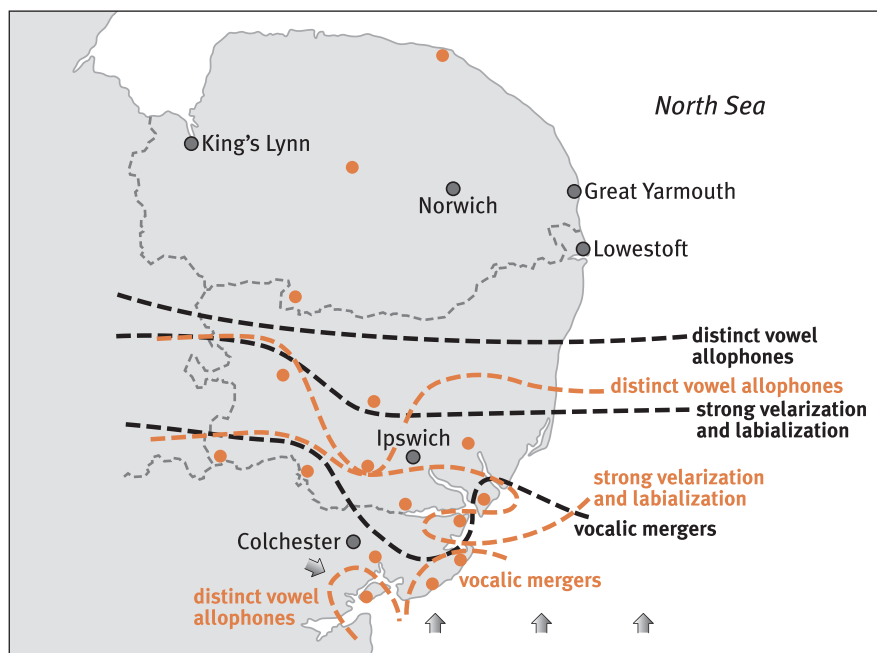 North Sea
King's Lynn
Norwich
Great Yarmouth
Lowestoft
distinct vowel
allophones
distinct vowel allophones
strong velarization
and labialization
Ipswich
strong velarization
and labialization
vocalic mergers
Colchester
vocalic mergers
distinct vowel
allophones